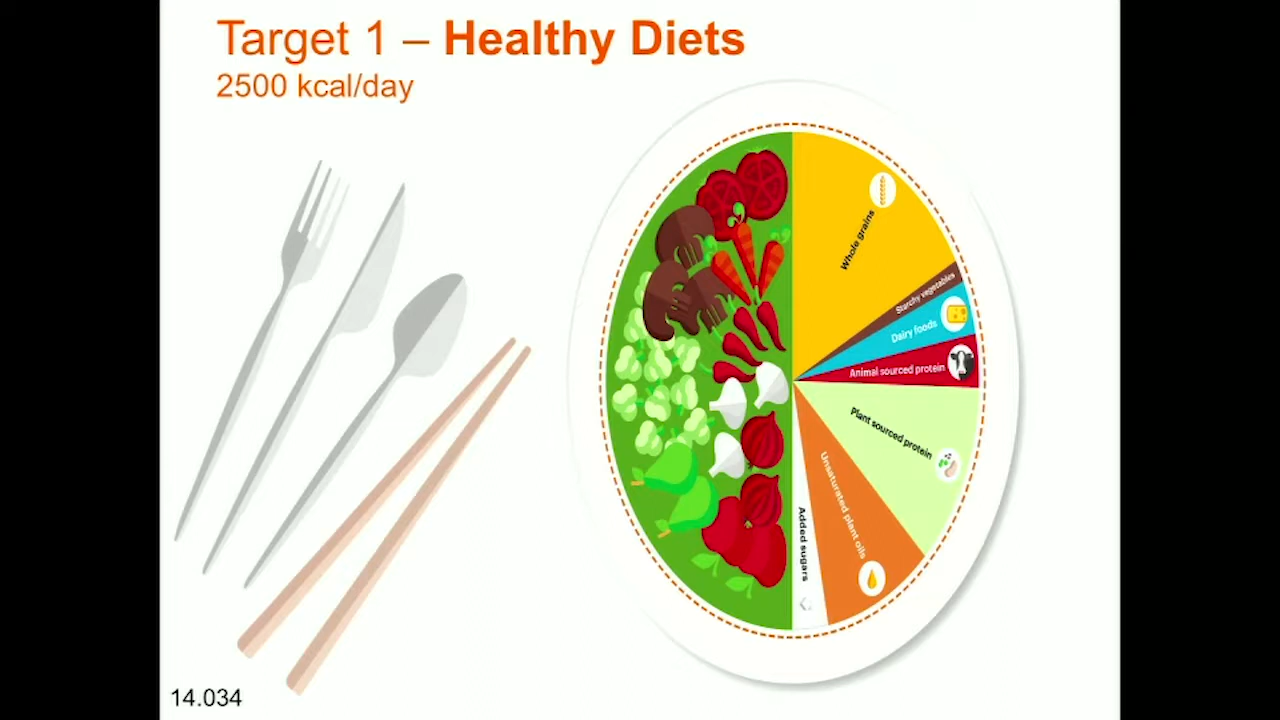 Target 1 – Healthy Diets
2500 kcal/day
Whole grains
Starchy vegetables
Dairy foods
Animal sourced protein
Plant sourced protein
Unsaturated plant oils
Added sugars
14.034